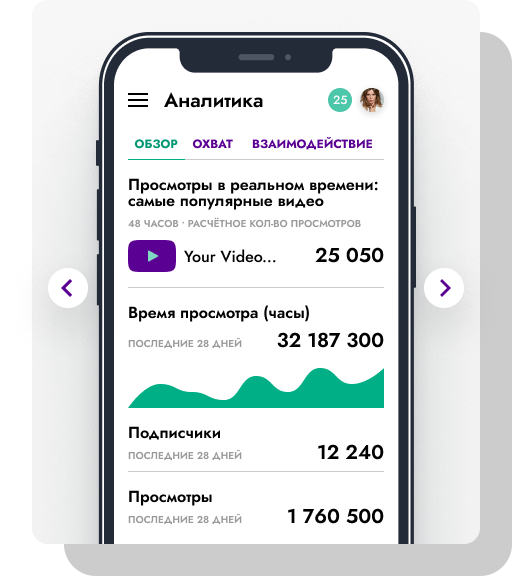 Аналитика
25
ОБЗОР ОХВАТ ВЗАИМОДЕЙСТВИЕ
Просмотры в реальном времени:
самые популярные видео
48 ЧАСОВ · РАСЧЁТНОЕ КОЛ-ВО ПРОСМОТРОВ
Your Video... 25 050
Время просмотра (часы)
ПОСЛЕДНИЕ 28 ДНЕЙ 32 187 300
Подписчики
ПОСЛЕДНИЕ 28 ДНЕЙ 12 240
Просмотры
ПОСЛЕДНИЕ 28 ДНЕЙ 1 760 500